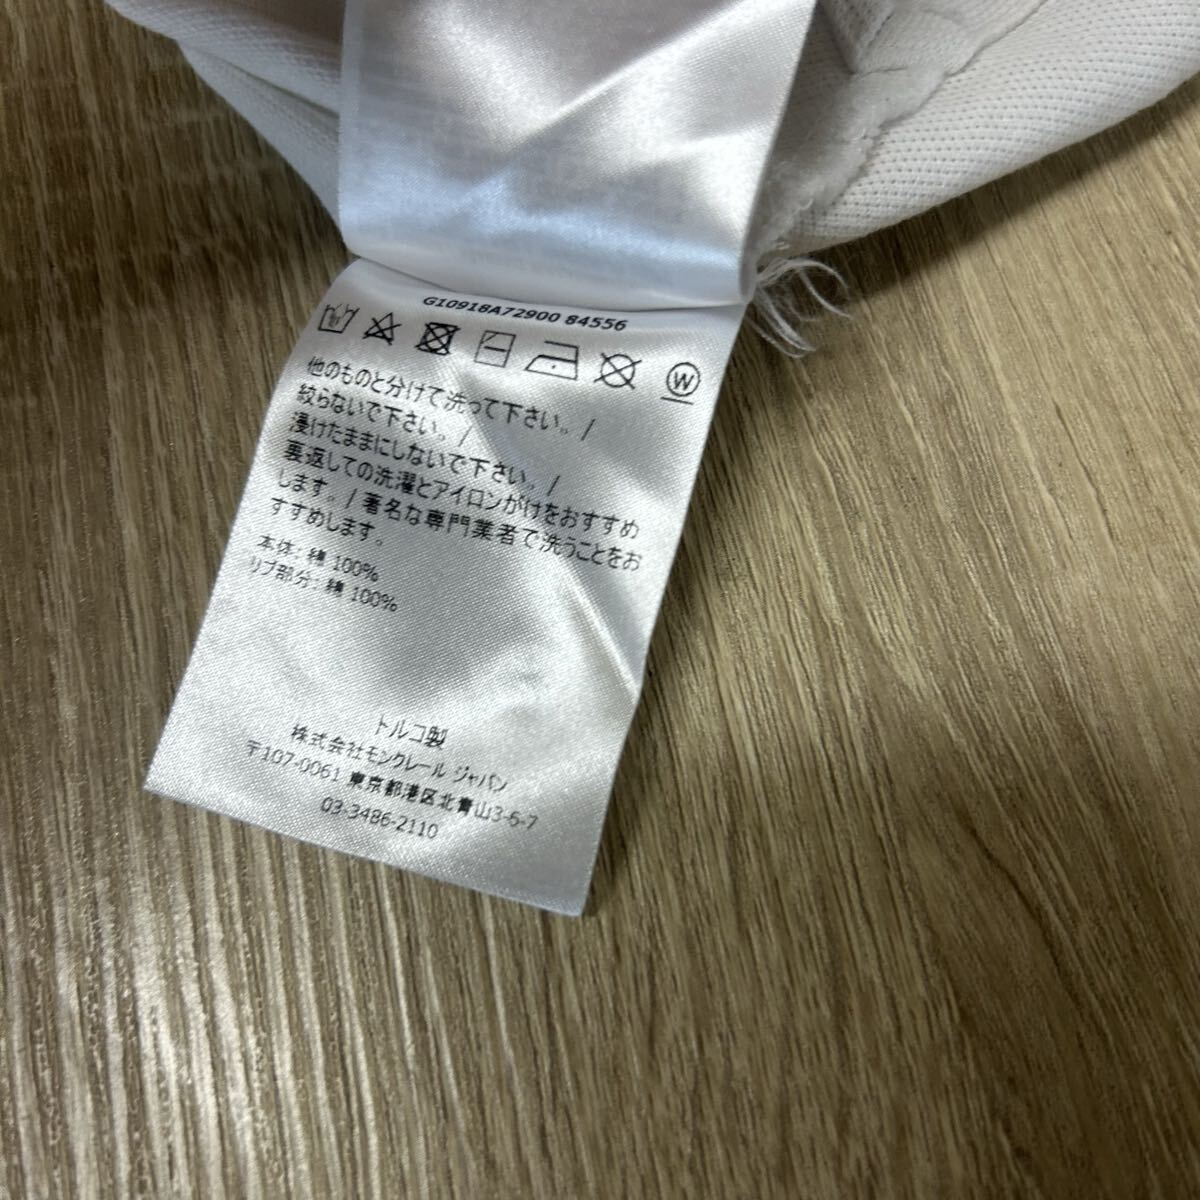 G10918A72900 84556
W
他のものと分けて洗って下さい。/
絞らないで下さい。/
浸けたままにしないで下さい。/
裏返しての洗濯とアイロンがけをおすすめ
します。/ 著名な専門業者で洗うことをお
すすめします。
本体: 綿 100%
リブ部分: 綿 100%
トルコ製
株式会社モンクレール ジャパン
〒107-0061 東京都港区北青山3-6-7
03-3486-2110